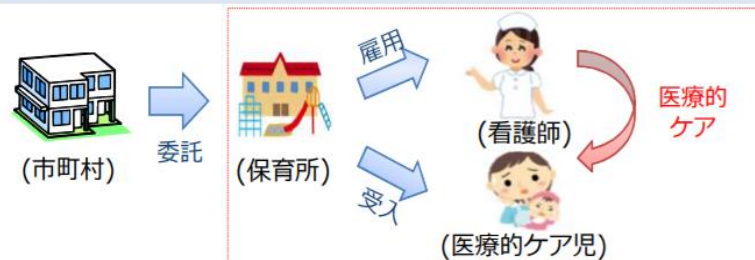 (市町村)
委託
(保育所)
雇用
受入
(看護師)
(医療的ケア児)
医療的
ケア